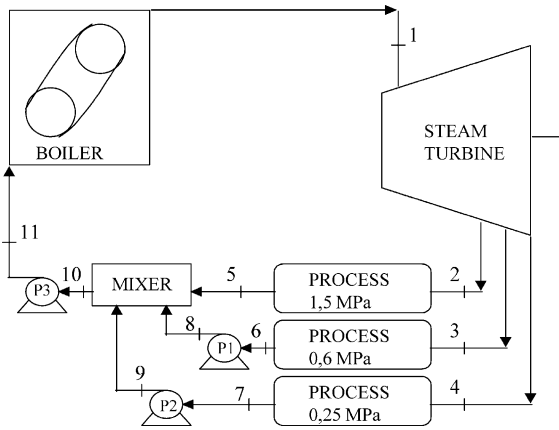 1
STEAM
TURBINE
BOILER
11
10
MIXER
5
PROCESS
1,5 MPa
2
P3
8
P1
6
PROCESS
0,6 MPa
3
9
P2
7
PROCESS
0,25 MPa
4